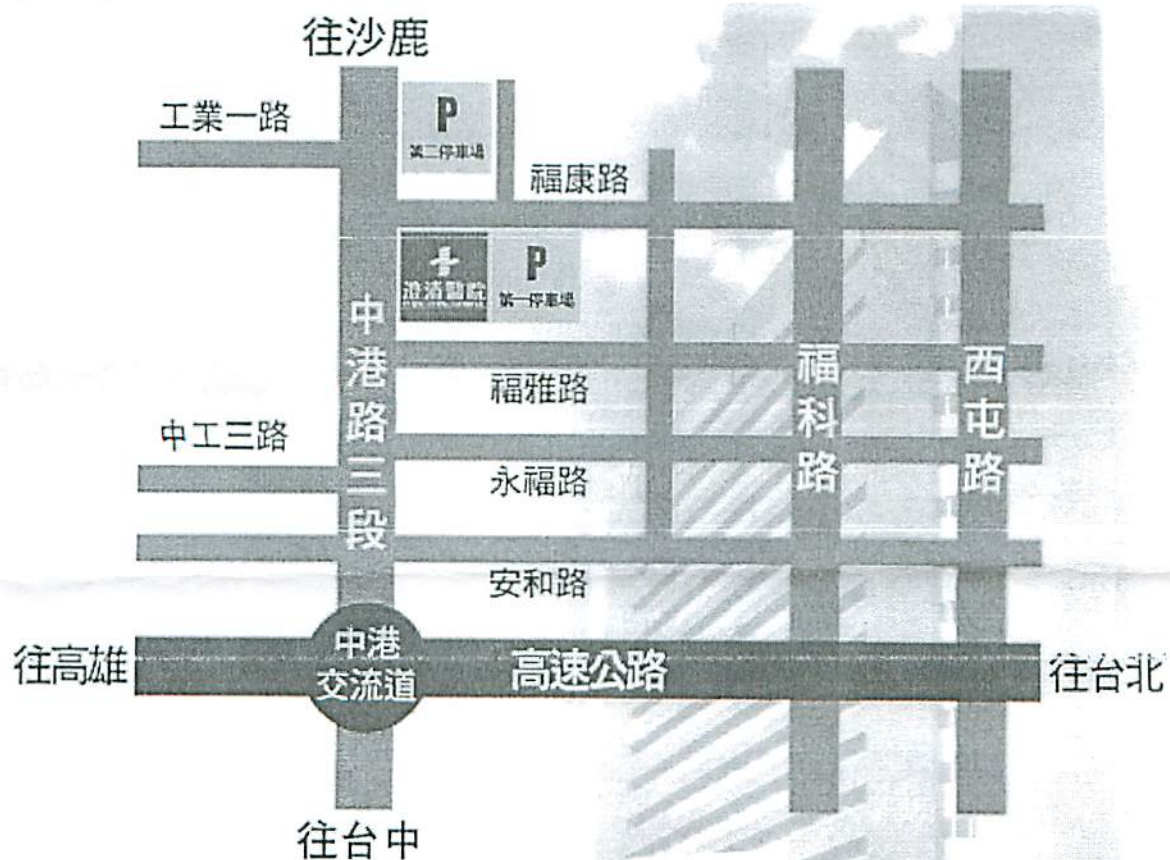 往沙鹿
工業一路
P
第二停車場
福康路
澄清醫院
P
第一停車場
中港路三段
福雅路
福科路
西屯路
中工三路
永福路
安和路
往高雄
中港
交流道
高速公路
往台北
往台中